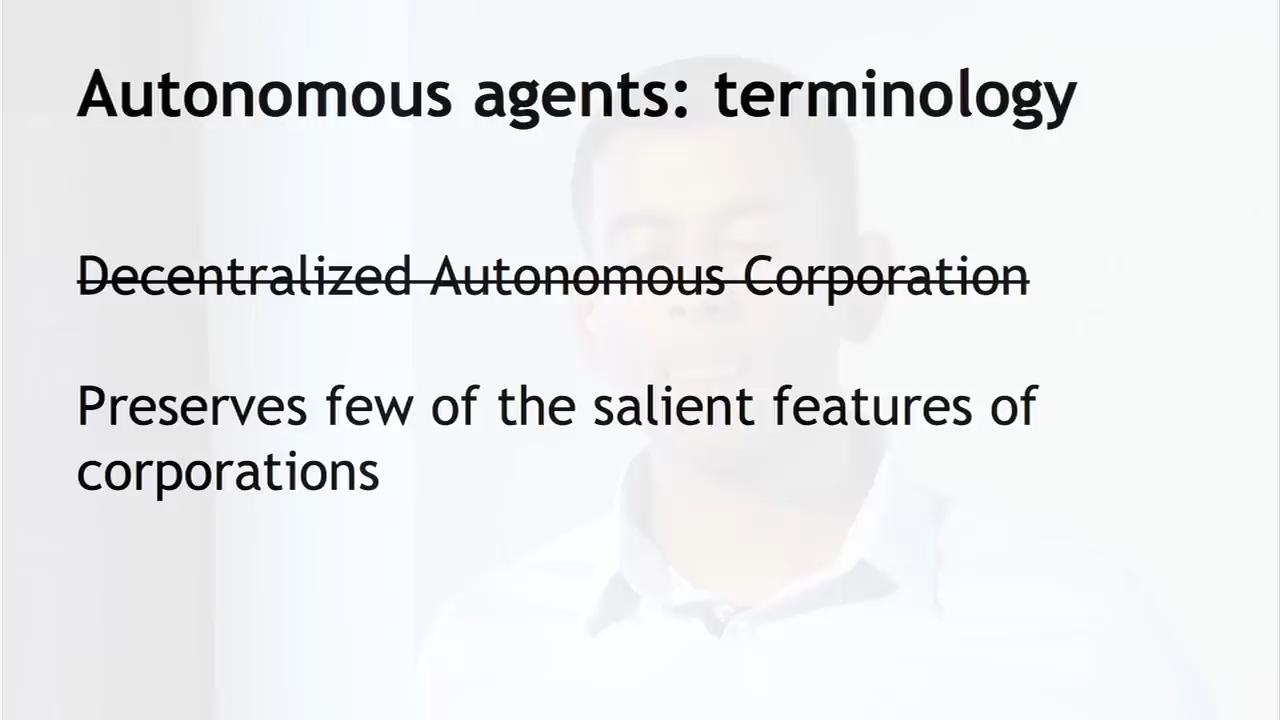 Autonomous agents: terminology
Decentralized Autonomous Corporation
Preserves few of the salient features of
corporations